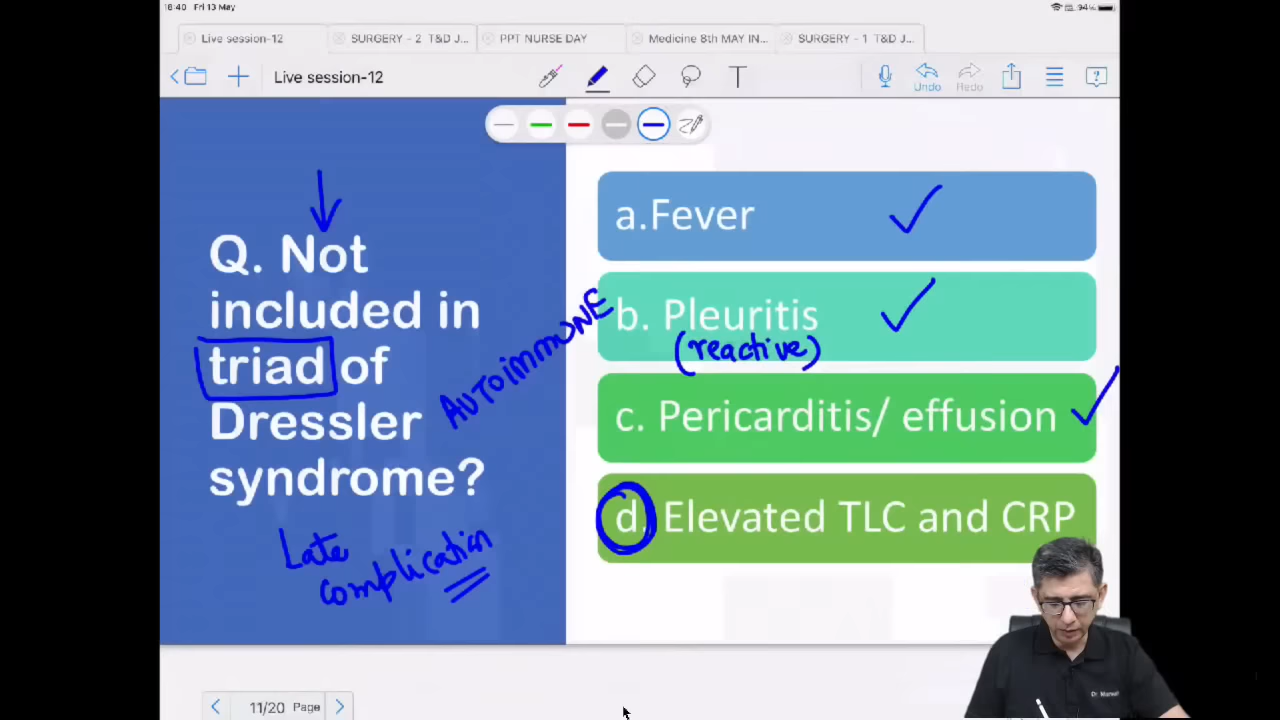 18:40 Fri 13 May
94%
Live session-12
SURGERY - 2 T&D J...
PPT NURSE DAY
Medicine 8th MAY IN...
SURGERY - 1 T&D J...
Live session-12
T
Undo
Redo
Q. Not
included in
triad of
Dressler
syndrome?
AUTOIMMUNE
Late
complication
a.Fever
b. Pleuritis
(reactive)
c. Pericarditis/ effusion
d. Elevated TLC and CRP
11/20 Page